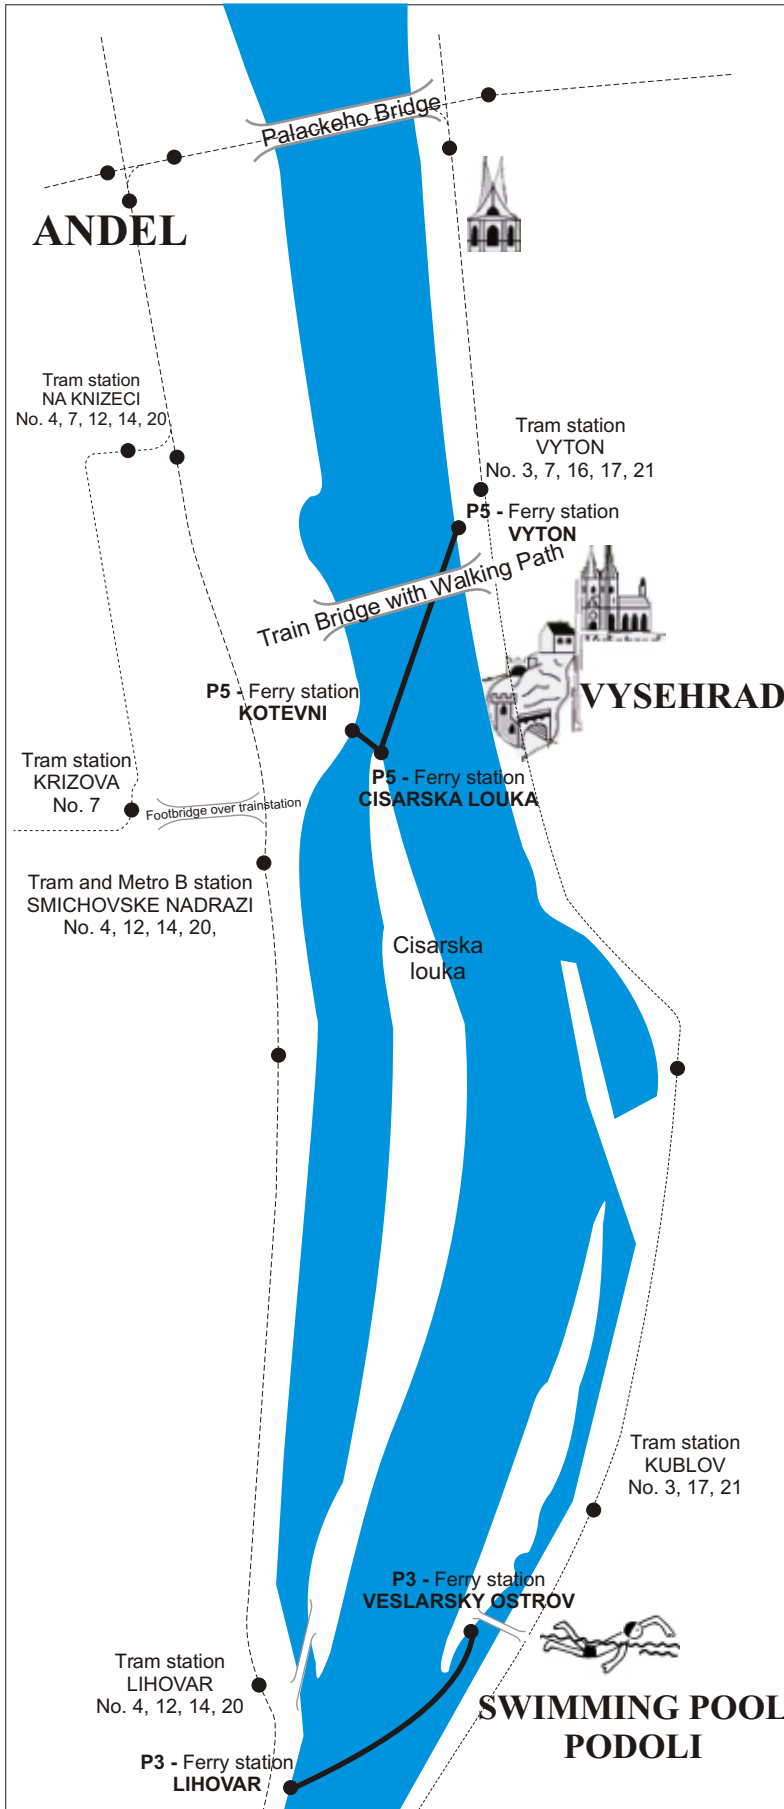 Palackeho Bridge
ANDEL
Tram station
NA KNIZECI
No. 4, 7, 12, 14, 20
Tram station
VYTON
No. 3, 7, 16, 17, 21
P5 - Ferry station
VYTON
Train Bridge with Walking Path
P5 - Ferry station
KOTEVNI
VYSEHRAD
Tram station
KRIZOVA
No. 7
P5 - Ferry station
CISARSKA LOUKA
Footbridge over trainstation
Tram and Metro B station
SMICHOVSKE NADRAZI
No. 4, 12, 14, 20,
Cisarska
louka
Tram station
KUBLOV
No. 3, 17, 21
P3 - Ferry station
VESLARSKY OSTROV
Tram station
LIHOVAR
No. 4, 12, 14, 20
SWIMMING POOL
PODOLI
P3 - Ferry station
LIHOVAR